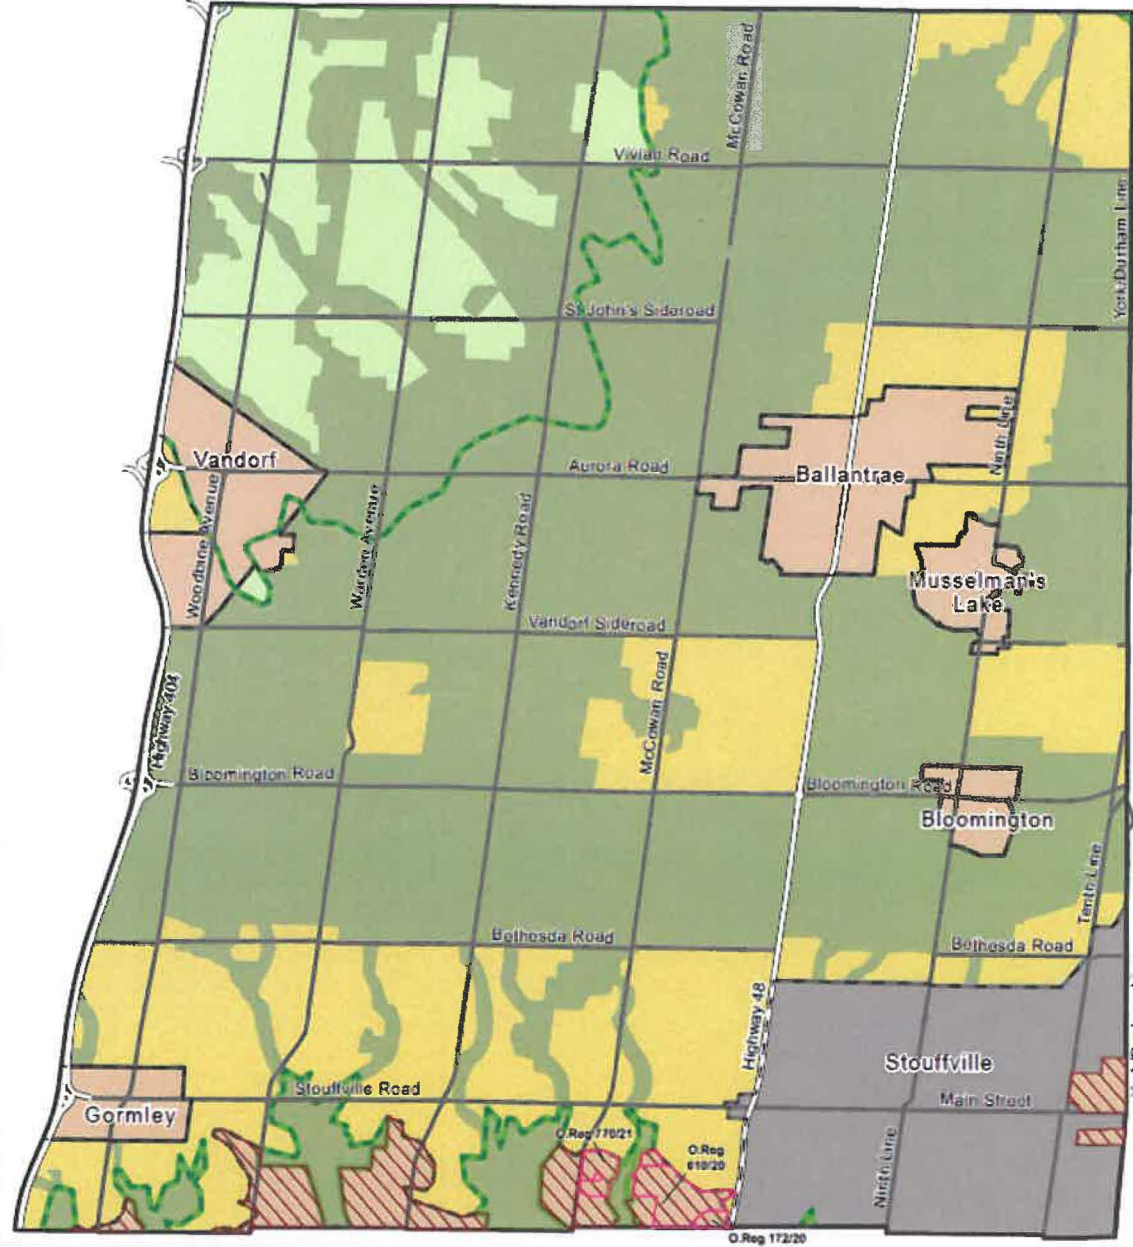 McCowan Road
Vivian Road
York/Durham Line
St. John's Sideroad
Ninth Line
Vandorf
Aurora Road
Ballantrae
Woodbine Avenue
Warden Avenue
Kennedy Road
Musselman's
Lake
Vandorf Sideroad
McCowan Road
Highway 404
Bloomington Road
Bloomington Road
Bloomington
Tenth Line
Bethesda Road
Bethesda Road
Highway 48
Stouffville
Stouffville Road
Main Street
Gormley
O.Reg 770/21
O.Reg
610/20
Ninth Line
O.Reg 172/20